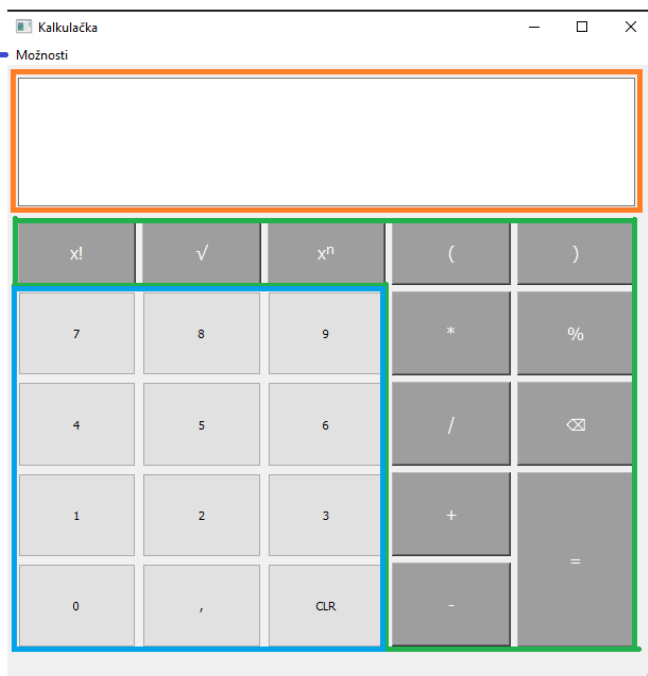 Kalkulačka
Možnosti
x! √ xⁿ ( )
7 8 9 * %
4 5 6 / ⌫
1 2 3 +
=
0 , CLR -